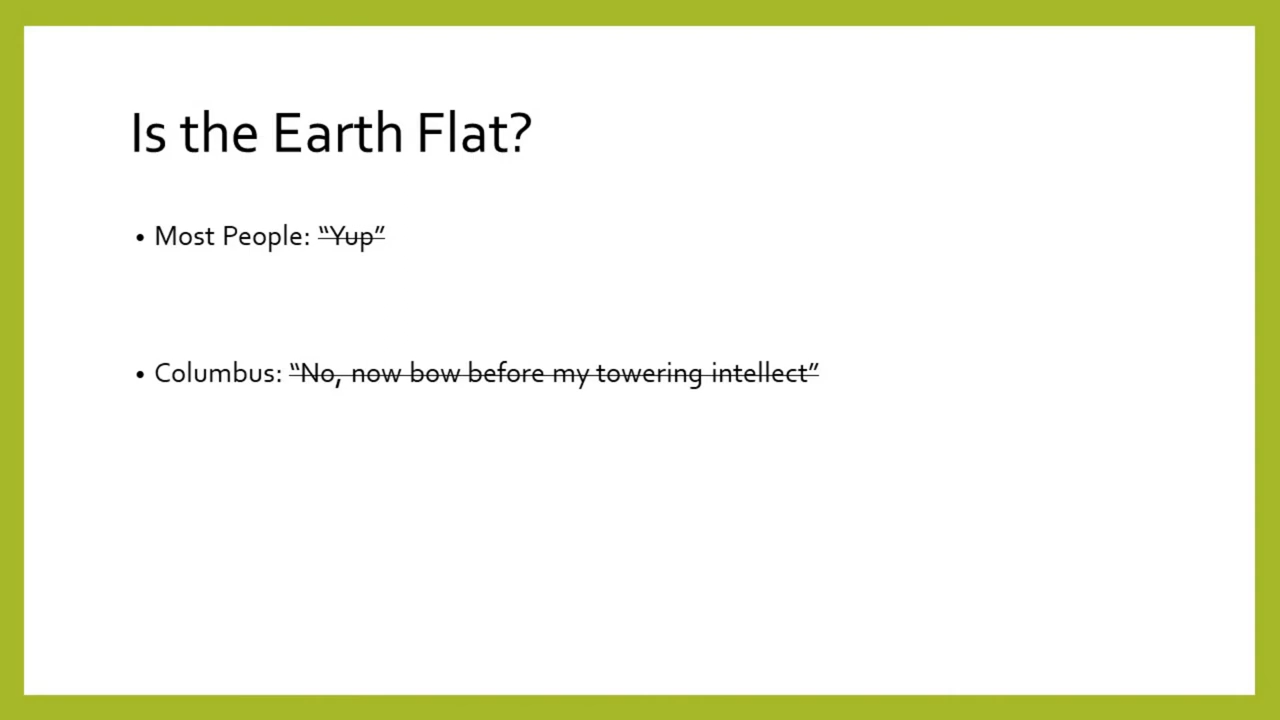 Is the Earth Flat?
• Most People: “Yup”
• Columbus: “No, now bow before my towering intellect”